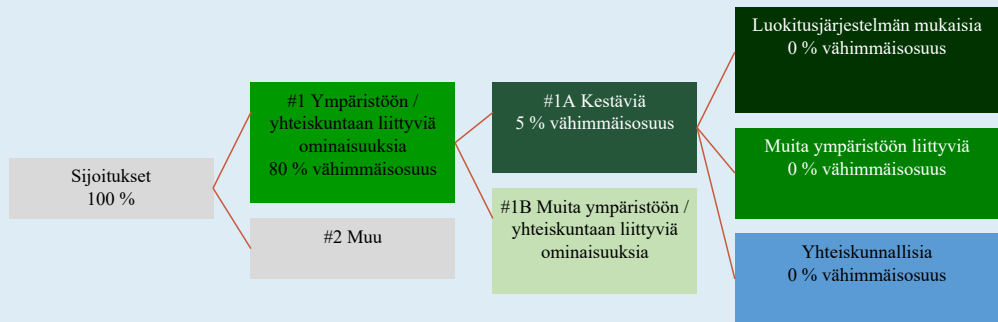 Sijoitukset
100 %
#1 Ympäristöön /
yhteiskuntaan liittyviä
ominaisuuksia
80 % vähimmäisosuus
#2 Muu
#1A Kestäviä
5 % vähimmäisosuus
#1B Muita ympäristöön /
yhteiskuntaan liittyviä
ominaisuuksia
Luokitusjärjestelmän mukaisia
0 % vähimmäisosuus
Muita ympäristöön liittyviä
0 % vähimmäisosuus
Yhteiskunnallisia
0 % vähimmäisosuus